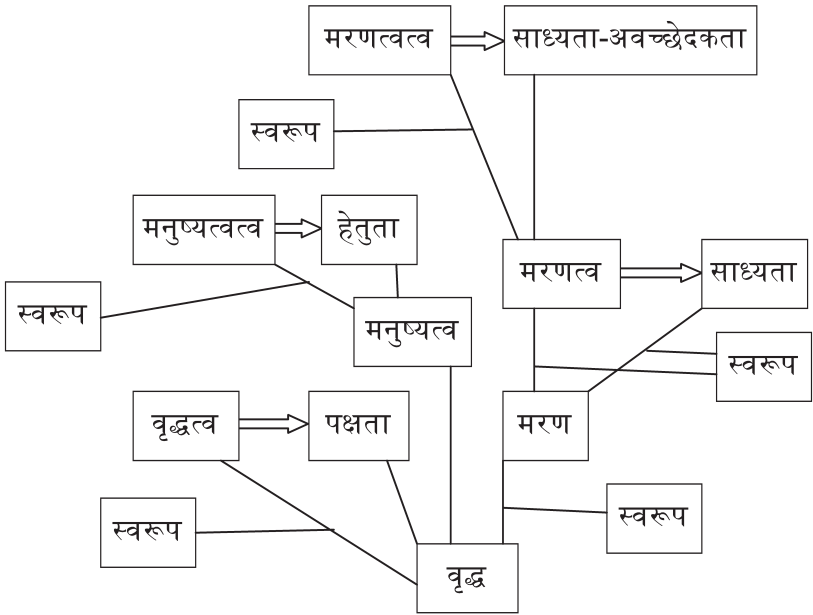 मरणत्वत्व
साध्यता-अवच्छेदकता
स्वरूप
मनुष्यत्वत्व
हेतुता
मरणत्व
साध्यता
स्वरूप
मनुष्यत्व
स्वरूप
वृद्धत्व
पक्षता
मरण
स्वरूप
स्वरूप
वृद्ध